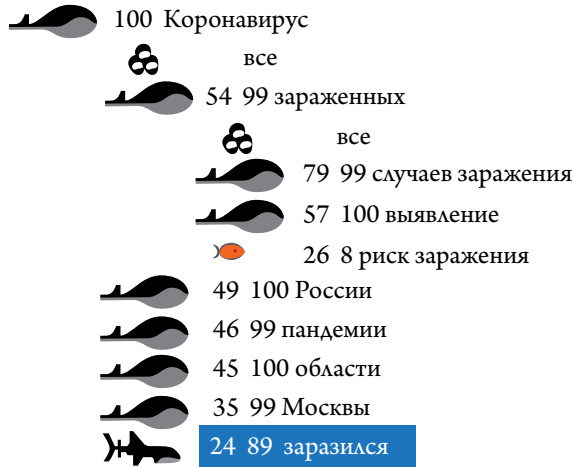 100 Коронавирус
все
54 99 зараженных
все
79 99 случаев заражения
57 100 выявление
26 8 риск заражения
49 100 России
46 99 пандемии
45 100 области
35 99 Москвы
24 89 заразился